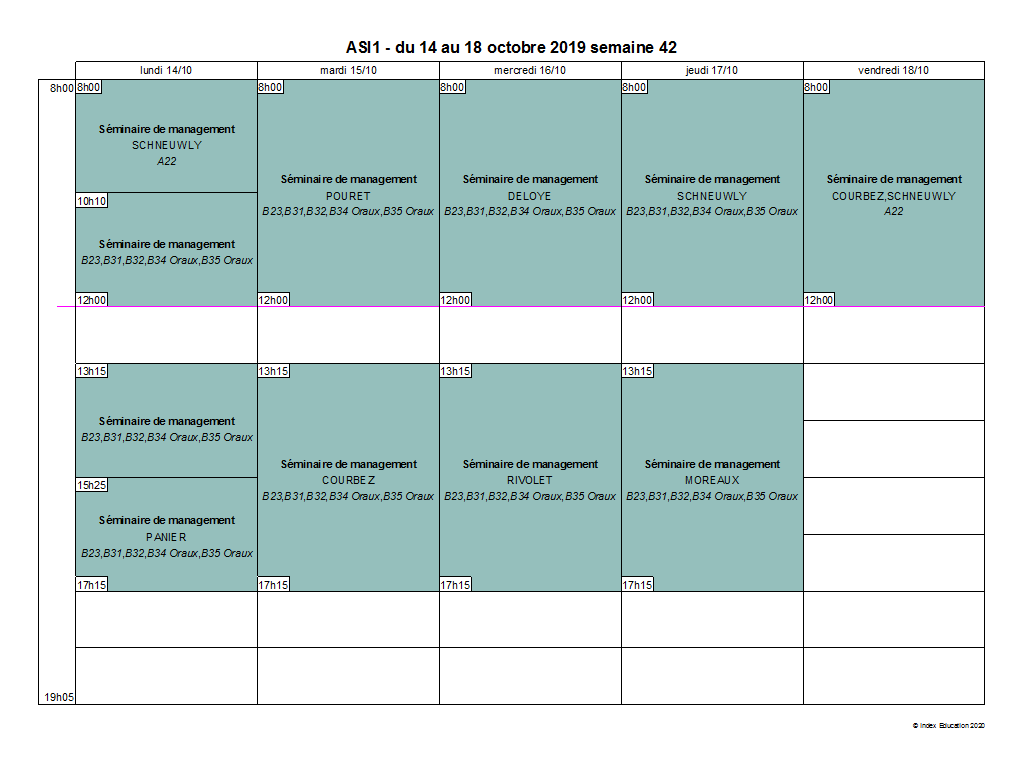 ASI1 - du 14 au 18 octobre 2019 semaine 42
lundi 14/10
mardi 15/10
mercredi 16/10
jeudi 17/10
vendredi 18/10
8h00
8h00
Séminaire de management
SCHNEUWLY
A22
10h10
Séminaire de management
B23,B31,B32,B34 Oraux,B35 Oraux
12h00
13h15
Séminaire de management
B23,B31,B32,B34 Oraux,B35 Oraux
15h25
Séminaire de management
PANIER
B23,B31,B32,B34 Oraux,B35 Oraux
17h15
8h00
Séminaire de management
POURET
B23,B31,B32,B34 Oraux,B35 Oraux
12h00
13h15
Séminaire de management
COURBEZ
B23,B31,B32,B34 Oraux,B35 Oraux
17h15
8h00
Séminaire de management
DELOYE
B23,B31,B32,B34 Oraux,B35 Oraux
12h00
13h15
Séminaire de management
RIVOLET
B23,B31,B32,B34 Oraux,B35 Oraux
17h15
8h00
Séminaire de management
SCHNEUWLY
B23,B31,B32,B34 Oraux,B35 Oraux
12h00
13h15
Séminaire de management
MOREAUX
B23,B31,B32,B34 Oraux,B35 Oraux
17h15
8h00
Séminaire de management
COURBEZ,SCHNEUWLY
A22
12h00
19h05
© Index Education 2020